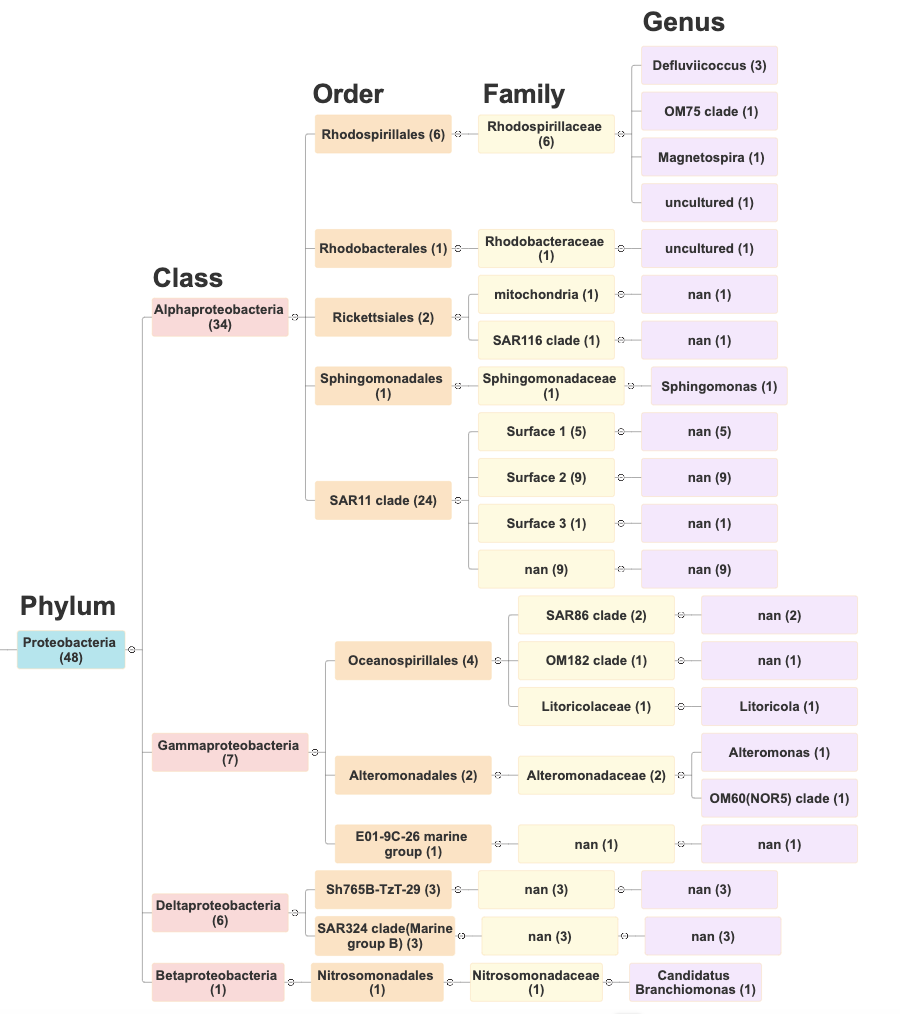 Genus
Defluviicoccus (3)
Order
Family
OM75 clade (1)
Rhodospirillales (6)
Rhodospirillaceae
(6)
Magnetospira (1)
uncultured (1)
Rhodobacterales (1)
Rhodobacteraceae
(1)
uncultured (1)
Class
Alphaproteobacteria
(34)
Rickettsiales (2)
mitochondria (1)
nan (1)
SAR116 clade (1)
nan (1)
Sphingomonadales
(1)
Sphingomonadaceae
(1)
Sphingomonas (1)
SAR11 clade (24)
Surface 1 (5)
nan (5)
Surface 2 (9)
nan (9)
Surface 3 (1)
nan (1)
nan (9)
nan (9)
Phylum
Proteobacteria
(48)
Gammaproteobacteria
(7)
Oceanospirillales (4)
SAR86 clade (2)
nan (2)
OM182 clade (1)
nan (1)
Litoricolaceae (1)
Litoricola (1)
Alteromonadales (2)
Alteromonadaceae (2)
Alteromonas (1)
OM60(NOR5) clade (1)
E01-9C-26 marine
group (1)
nan (1)
nan (1)
Deltaproteobacteria
(6)
Sh765B-TzT-29 (3)
nan (3)
nan (3)
SAR324 clade(Marine
group B) (3)
nan (3)
nan (3)
Betaproteobacteria
(1)
Nitrosomonadales
(1)
Nitrosomonadaceae
(1)
Candidatus
Branchiomonas (1)